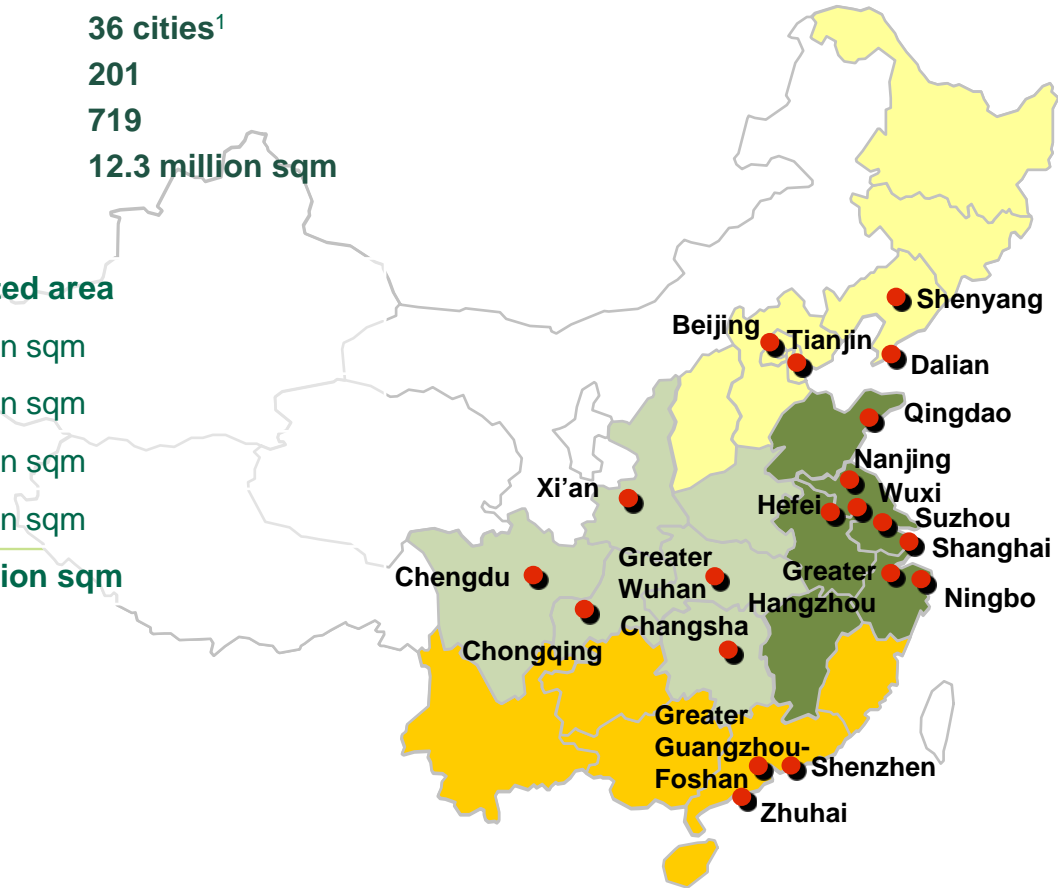 36 cities¹
201
719
12.3 million sqm
area
sqm
sqm
sqm
sqm
sqm
Shenyang
Beijing
Tianjin
Dalian
Qingdao
Nanjing
Wuxi
Xi’an
Hefei
Suzhou
Shanghai
Greater
Wuhan
Chengdu
Greater
Hangzhou
Ningbo
Changsha
Chongqing
Greater
Guangzhou-
Foshan
Shenzhen
Zhuhai